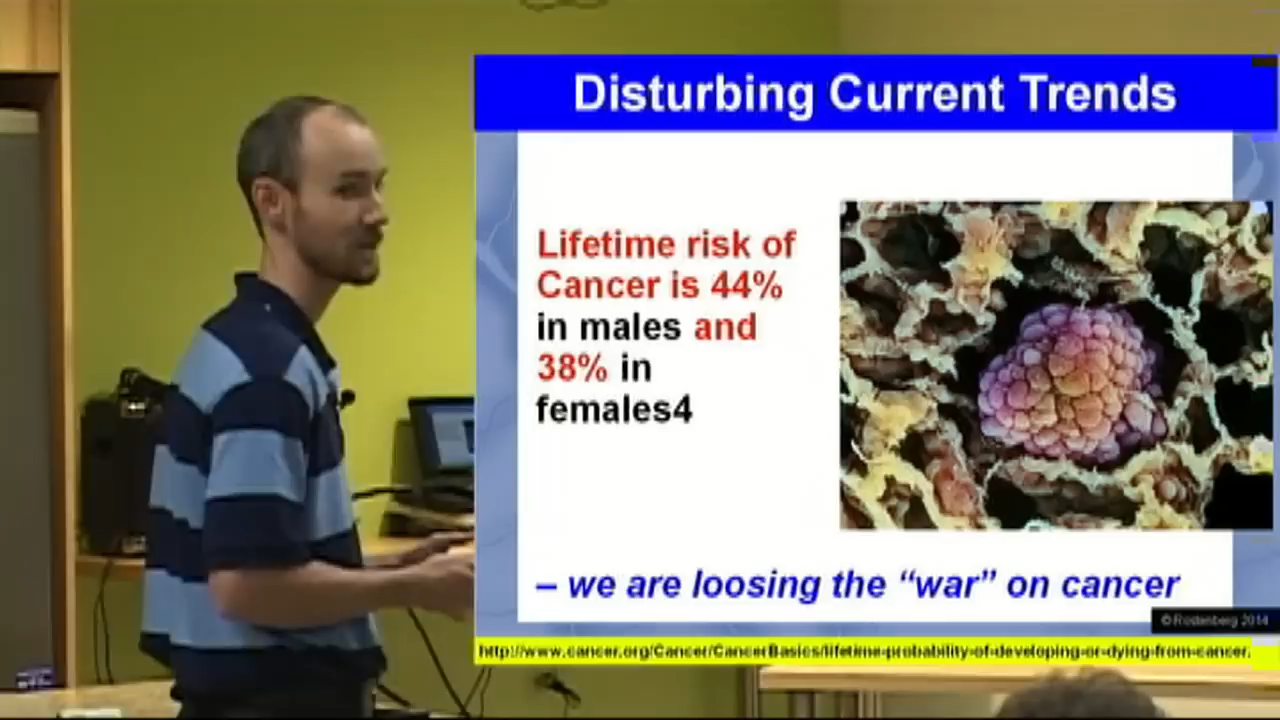 Disturbing Current Trends
Lifetime risk of
Cancer is 44%
in males and
38% in
females4
– we are loosing the “war” on cancer
© Rostenberg 2014
http://www.cancer.org/Cancer/CancerBasics/lifetime-probability-of-developing-or-dying-from-cancer.